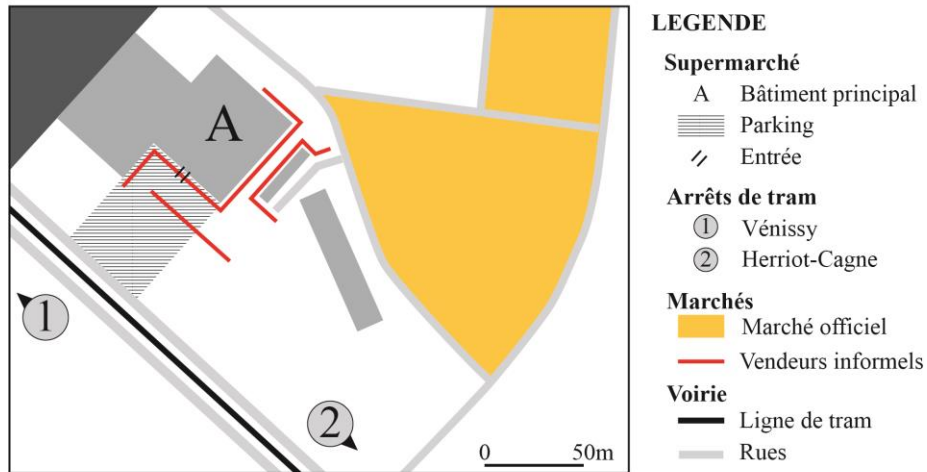 A
1
2
0 50m
LEGENDE
Supermarché
A Bâtiment principal
Parking
Entrée
Arrêts de tram
1 Vénissy
2 Herriot-Cagne
Marchés
Marché officiel
Vendeurs informels
Voirie
Ligne de tram
Rues